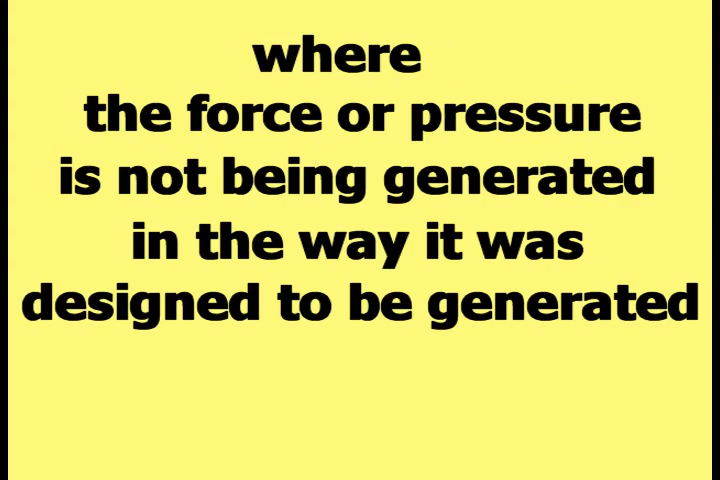 where
the force or pressure
is not being generated
in the way it was
designed to be generated